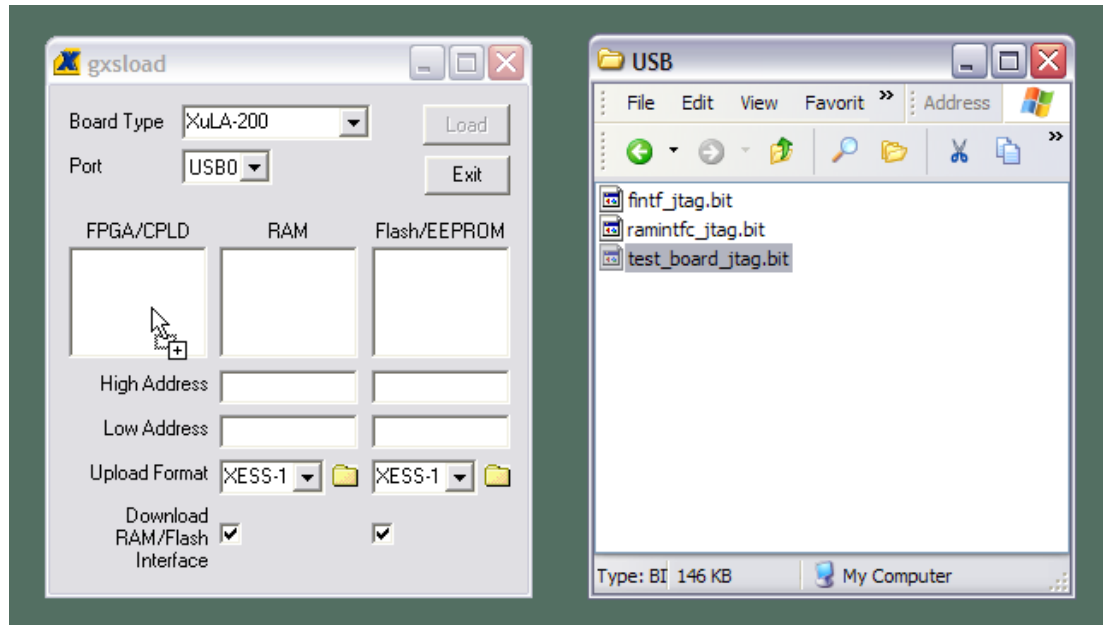 gxsload
Board Type XuLA-200 Load
Port USB0 Exit
FPGA/CPLD RAM Flash/EEPROM
High Address
Low Address
Upload Format XESS-1 XESS-1
Download
RAM/Flash
Interface
USB
File Edit View Favorit » Address
»
fintf_jtag.bit
ramintfc_jtag.bit
test_board_jtag.bit
Type: BI 146 KB My Computer